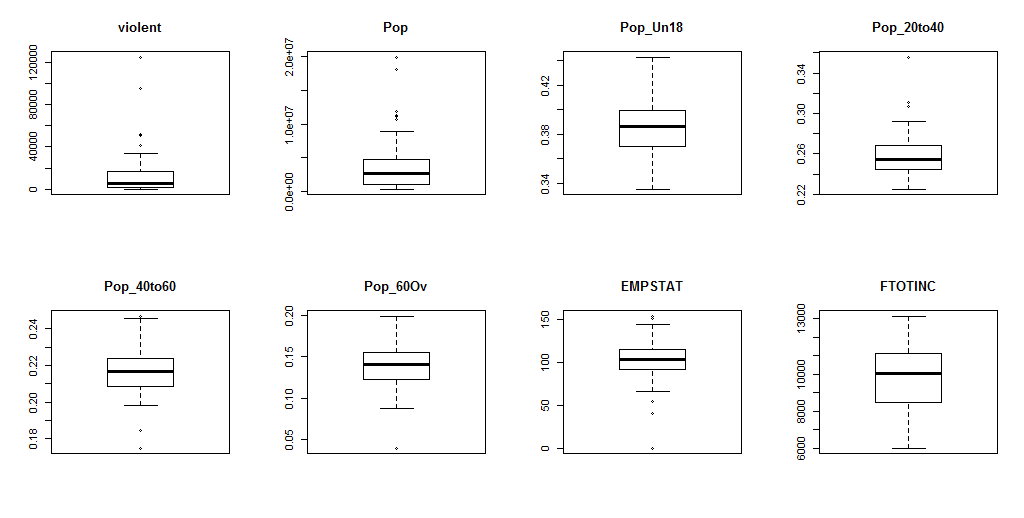 violent
Pop
Pop_Un18
Pop_20to40
0
40000
80000
120000
0.0e+00
1.0e+07
2.0e+07
0.34
0.38
0.42
0.22
0.26
0.30
0.34
Pop_40to60
Pop_60Ov
EMPSTAT
FTOTINC
0.18
0.20
0.22
0.24
0.05
0.10
0.15
0.20
0
50
100
150
6000
8000
10000
13000